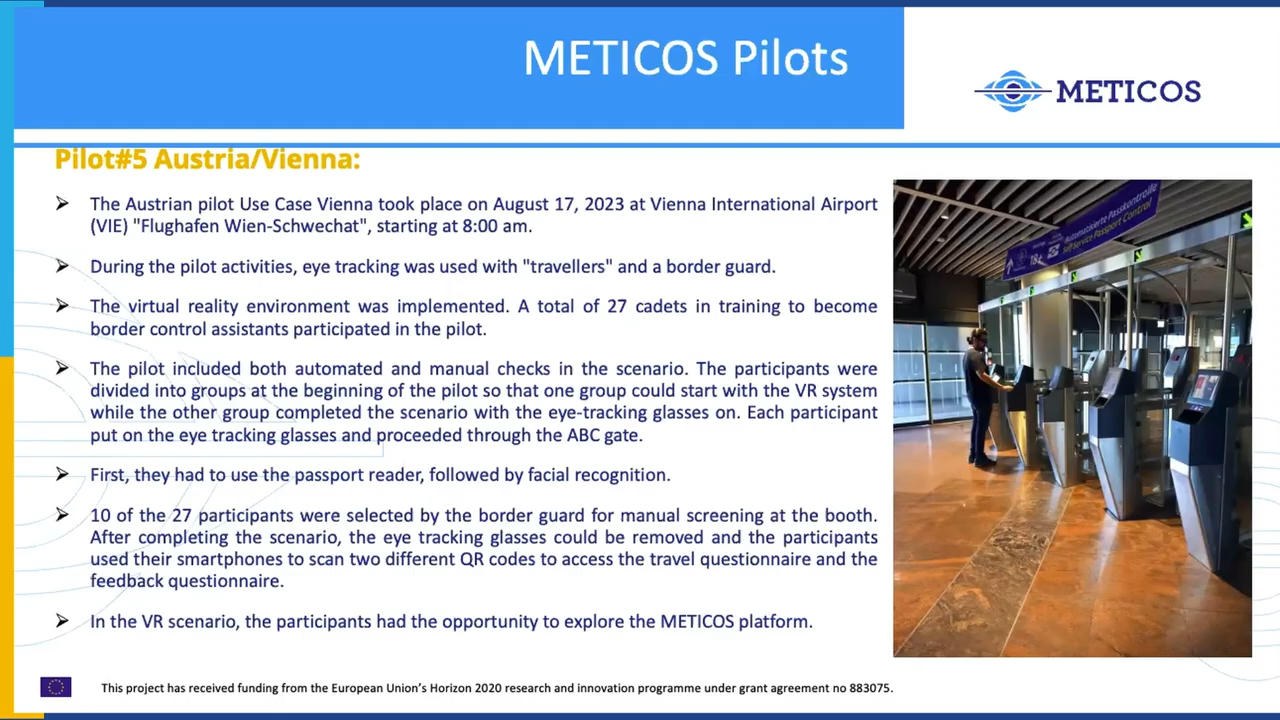 METICOS Pilots
METICOS
Pilot#5 Austria/Vienna:
The Austrian pilot Use Case Vienna took place on August 17, 2023 at Vienna International Airport
(VIE) "Flughafen Wien-Schwechat", starting at 8:00 am.
During the pilot activities, eye tracking was used with "travellers" and a border guard.
The virtual reality environment was implemented. A total of 27 cadets in training to become
border control assistants participated in the pilot.
The pilot included both automated and manual checks in the scenario. The participants were
divided into groups at the beginning of the pilot so that one group could start with the VR system
while the other group completed the scenario with the eye-tracking glasses on. Each participant
put on the eye tracking glasses and proceeded through the ABC gate.
First, they had to use the passport reader, followed by facial recognition.
10 of the 27 participants were selected by the border guard for manual screening at the booth.
After completing the scenario, the eye tracking glasses could be removed and the participants
used their smartphones to scan two different QR codes to access the travel questionnaire and the
feedback questionnaire.
In the VR scenario, the participants had the opportunity to explore the METICOS platform.
Automatisierte Passkontrolle
Self Service Passport Control
18+
This project has received funding from the European Union's Horizon 2020 research and innovation programme under grant agreement no 883075.